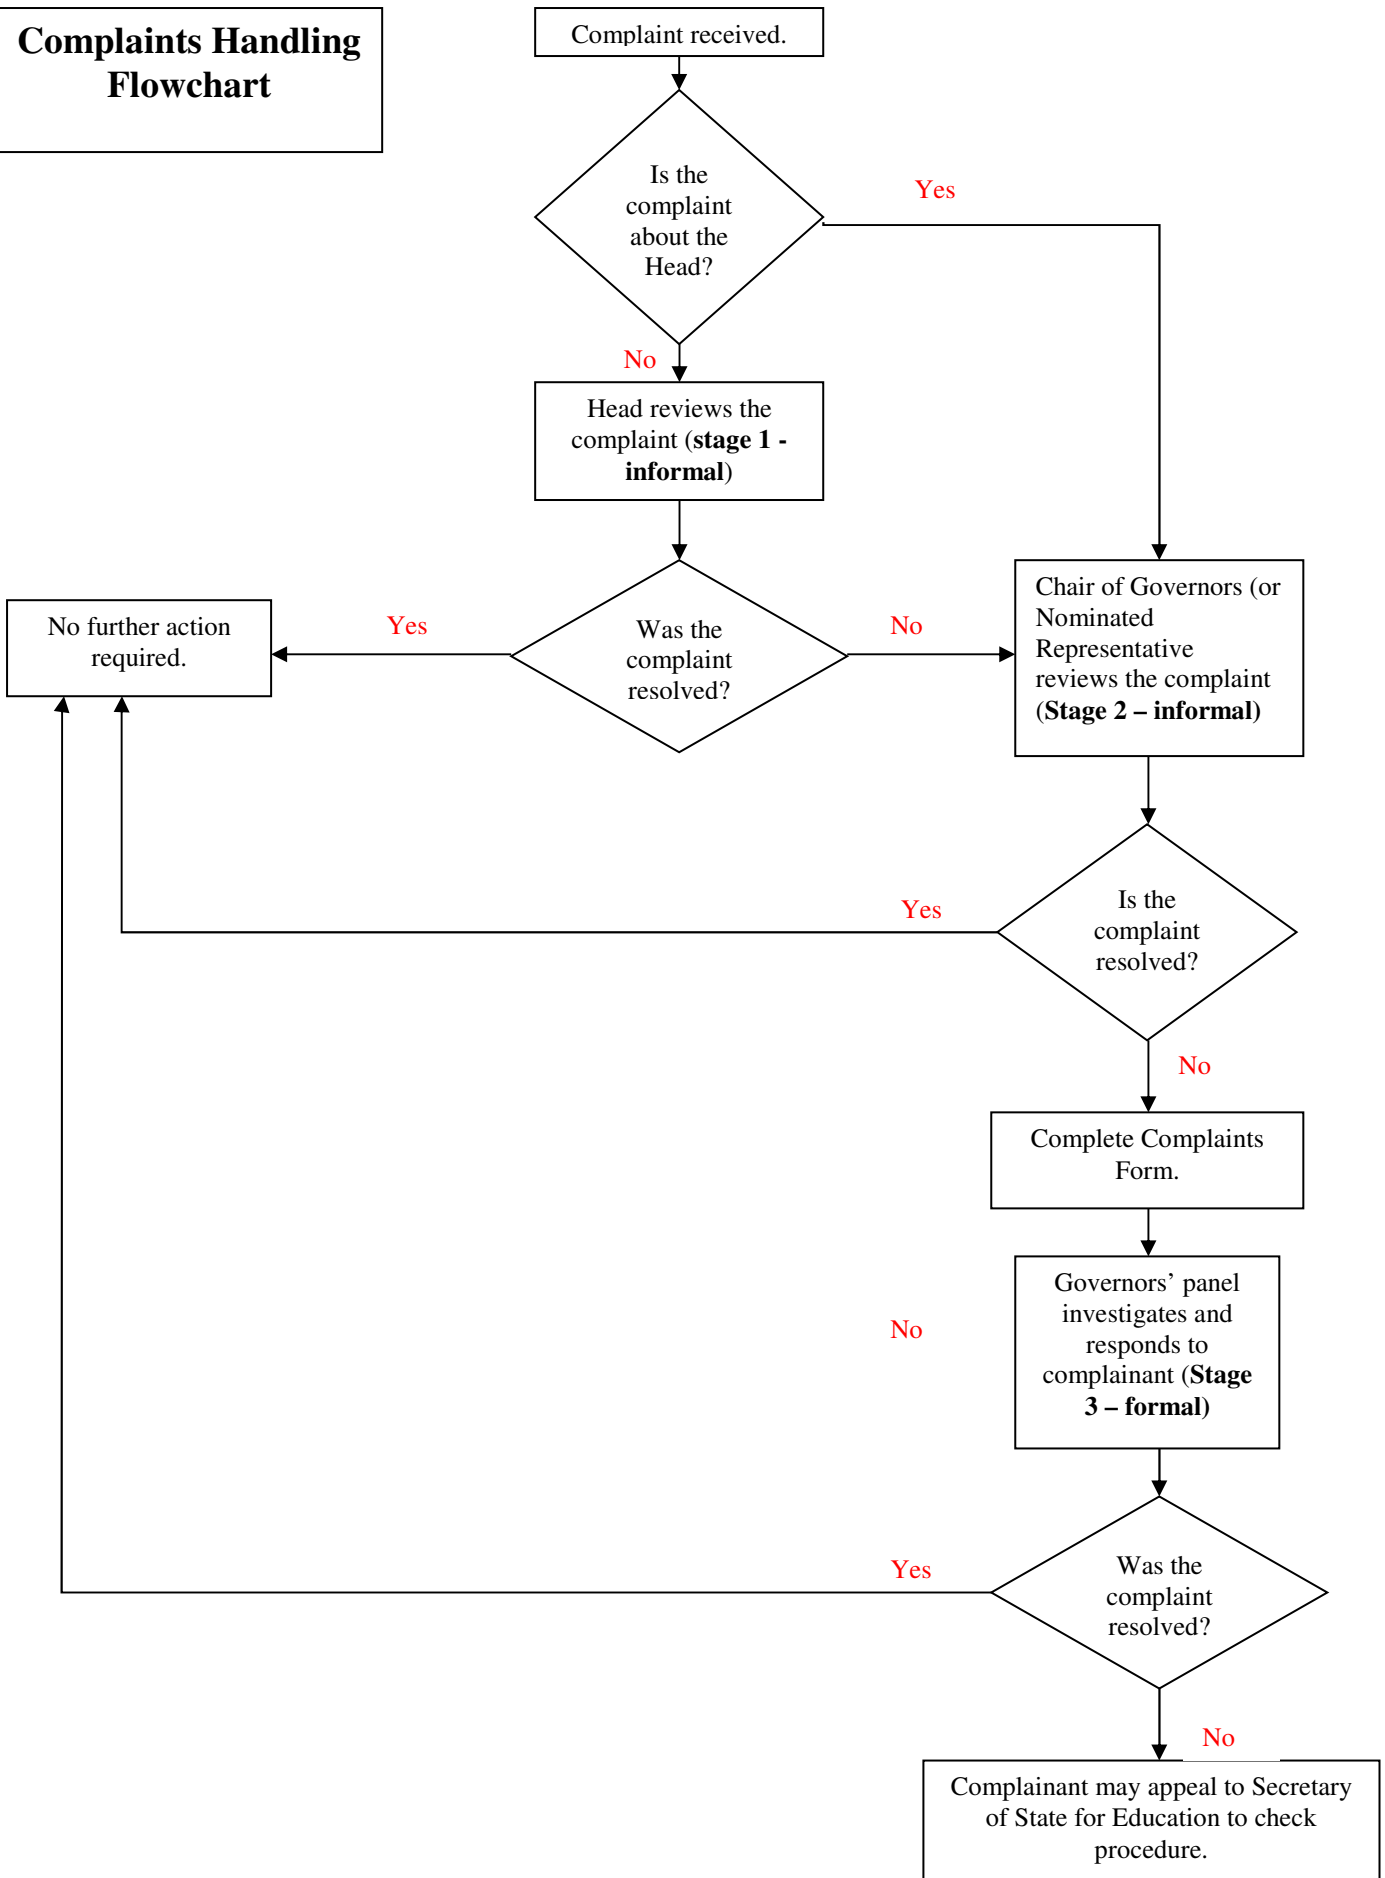 Complaints Handling
Flowchart
Complaint received.
Is the
complaint
about the
Head?
Yes
No
Head reviews the
complaint (stage 1 -
informal)
Was the
complaint
resolved?
Yes
No
No further action
required.
Chair of Governors (or
Nominated
Representative
reviews the complaint
(Stage 2 – informal)
Is the
complaint
resolved?
Yes
No
Complete Complaints
Form.
Governors’ panel
investigates and
responds to
complainant (Stage
3 – formal)
No
Was the
complaint
resolved?
Yes
No
Complainant may appeal to Secretary
of State for Education to check
procedure.